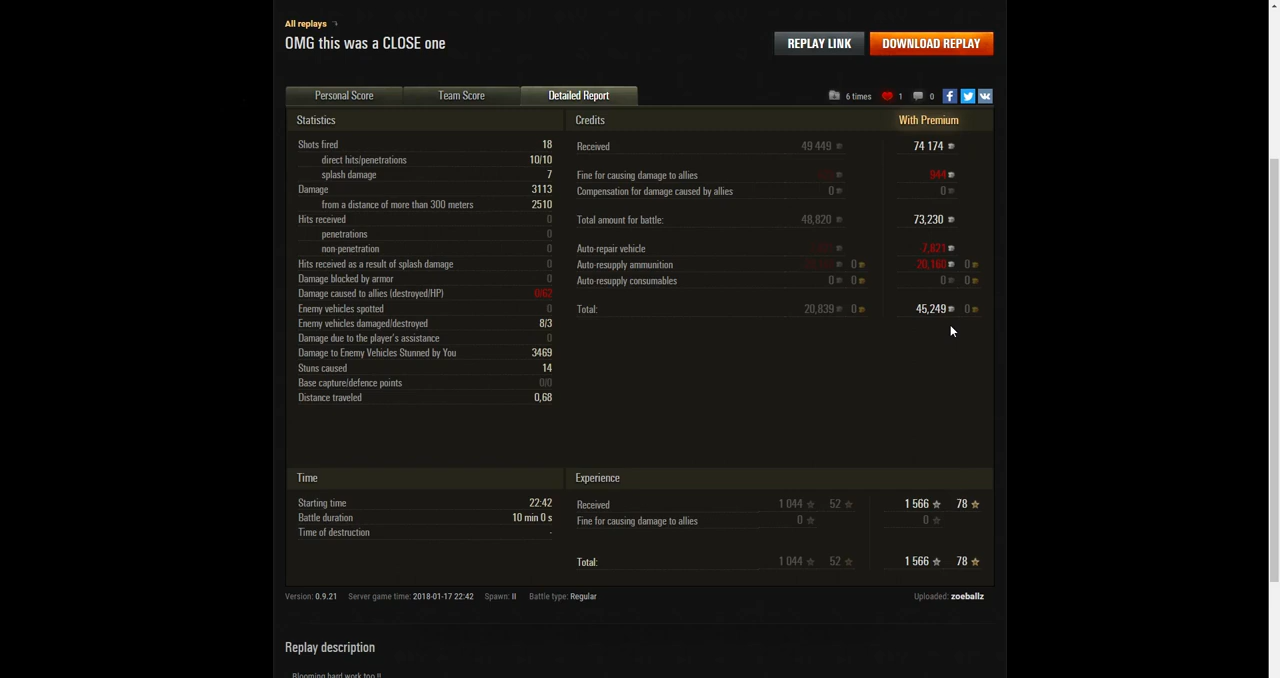 All replays
OMG this was a CLOSE one
REPLAY LINK DOWNLOAD REPLAY
Personal Score Team Score Detailed Report 6 times 1 0
Statistics Credits With Premium
Shots fired 18 Received 49 449 74 174
direct hits/penetrations 10/10
splash damage 7 Fine for causing damage to allies 944
Damage 3113 Compensation for damage caused by allies 0 0
from a distance of more than 300 meters 2510
Hits received 0 Total amount for battle: 48,820 73,230
penetrations 0
non-penetration 0 Auto-repair vehicle 7,821
Hits received as a result of splash damage 0 Auto-resupply ammunition 0 20,160 0
Damage blocked by armor 0 Auto-resupply consumables 0 0 0 0
Damage caused to allies (destroyed/HP) 0/62
Enemy vehicles spotted 0 Total: 20,839 0 45,249 0
Enemy vehicles damaged/destroyed 8/3
Damage due to the player's assistance 0
Damage to Enemy Vehicles Stunned by You 3469
Stuns caused 14
Base capture/defence points 0/0
Distance traveled 0,68
Time Experience
Starting time 22:42 Received 1 044 52 1 566 78
Battle duration 10 min 0 s Fine for causing damage to allies 0 0
Time of destruction -
Total: 1 044 52 1 566 78
Version: 0.9.21 Server game time: 2018-01-17 22:42 Spawn: II Battle type: Regular Uploaded: zoeballz
Replay description
Blooming hard work too !!